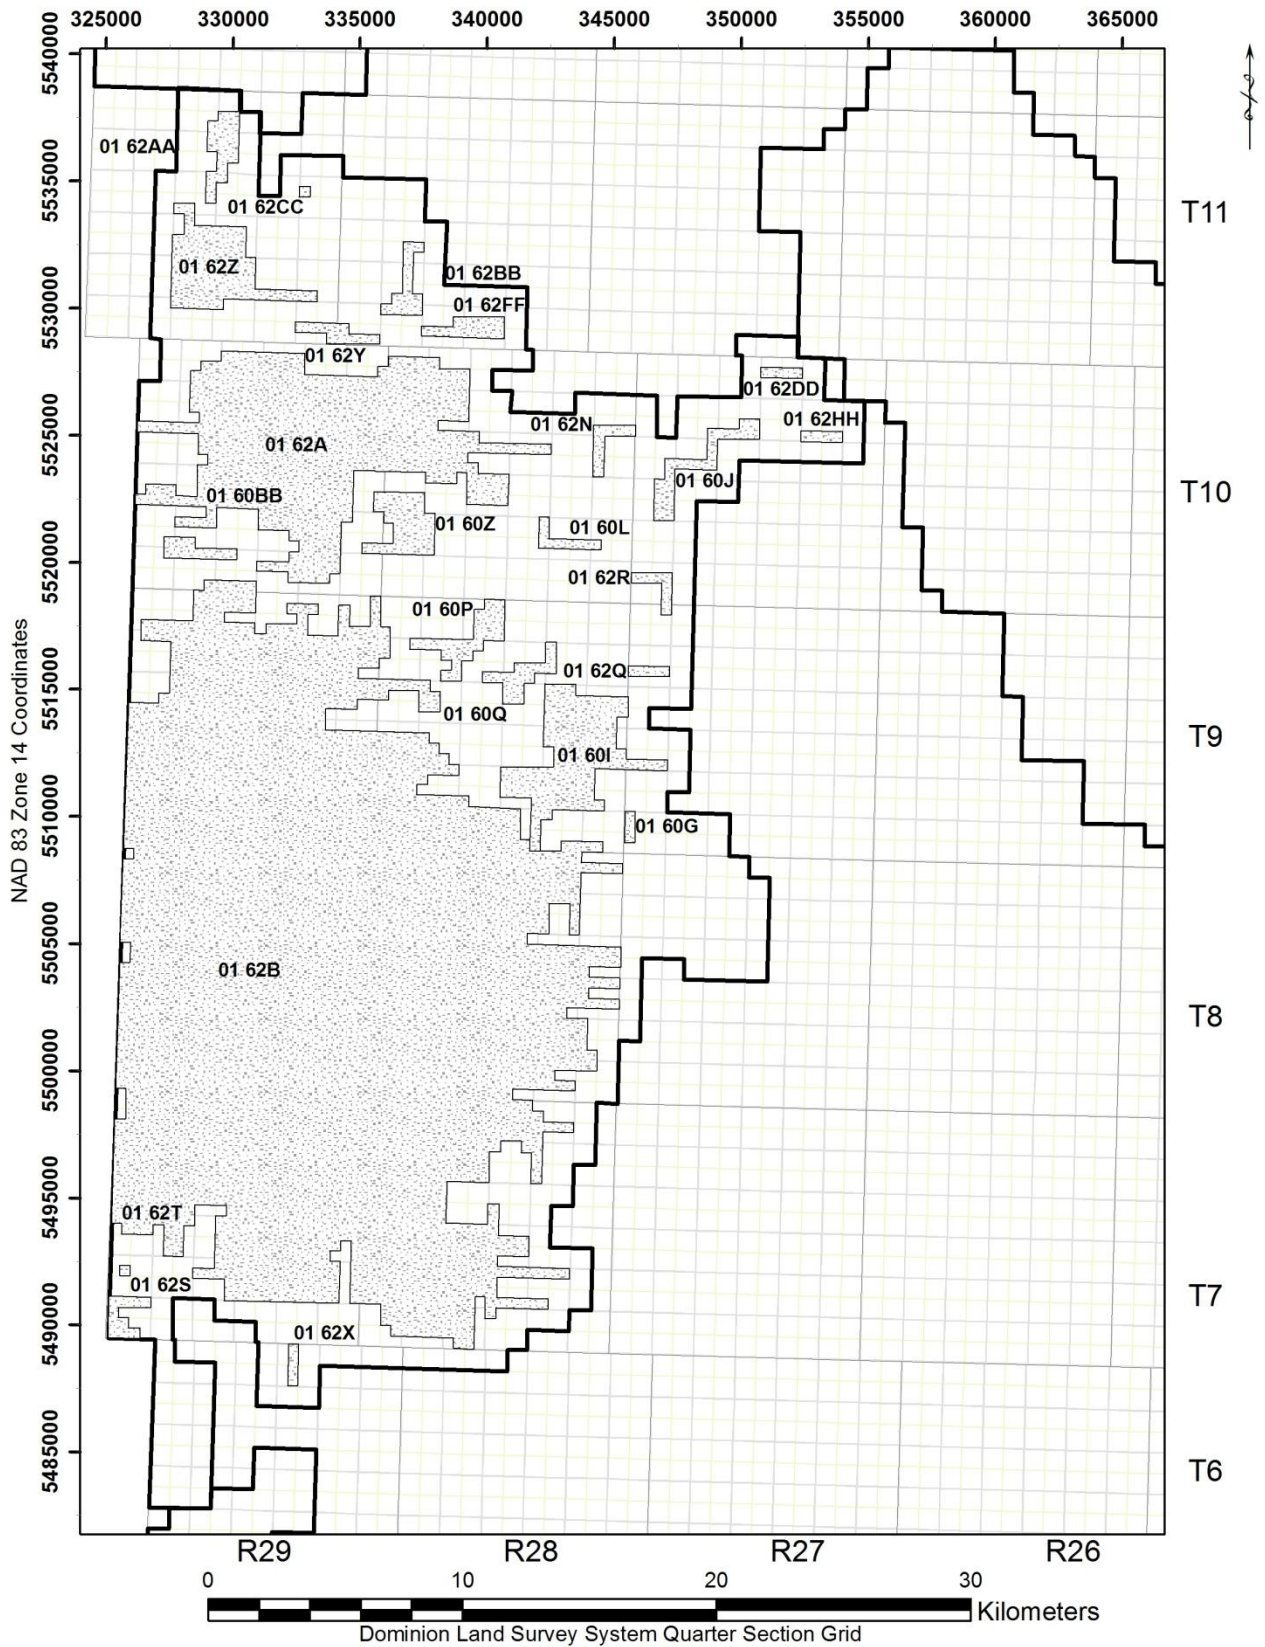 325000 330000 335000 340000 345000 350000 355000 360000 365000
5540000
5535000
5530000
5525000
5520000
5515000
5510000
5505000
5500000
5495000
5490000
5485000
NAD 83 Zone 14 Coordinates
01 62AA
01 62CC
01 62Z
01 62BB
01 62FF
01 62Y
01 62DD
01 62HH
01 62N
01 62A
01 60J
01 60BB
01 60Z
01 60L
01 62R
01 60P
01 62Q
01 60Q
01 60I
01 60G
01 62B
01 62T
01 62S
01 62X
T11
T10
T9
T8
T7
T6
R29 R28 R27 R26
0 10 20 30
Kilometers
Dominion Land Survey System Quarter Section Grid